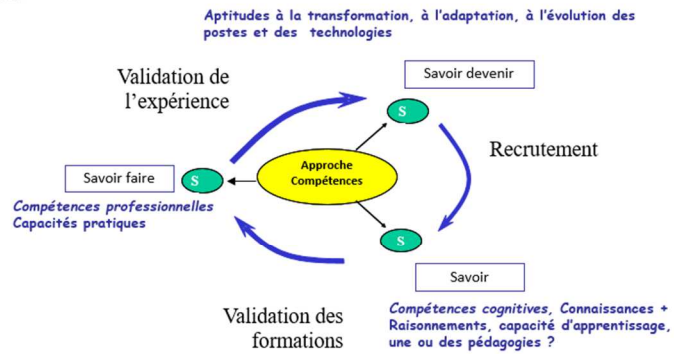 Aptitudes à la transformation, à l'adaptation, à l'évolution des
postes et des technologies
Validation de
l'expérience
Savoir devenir
S
Recrutement
Approche
Compétences
Savoir faire
S
Compétences professionnelles
Capacités pratiques
S
Savoir
Validation des
formations
Compétences cognitives, Connaissances +
Raisonnements, capacité d'apprentissage,
une ou des pédagogies ?